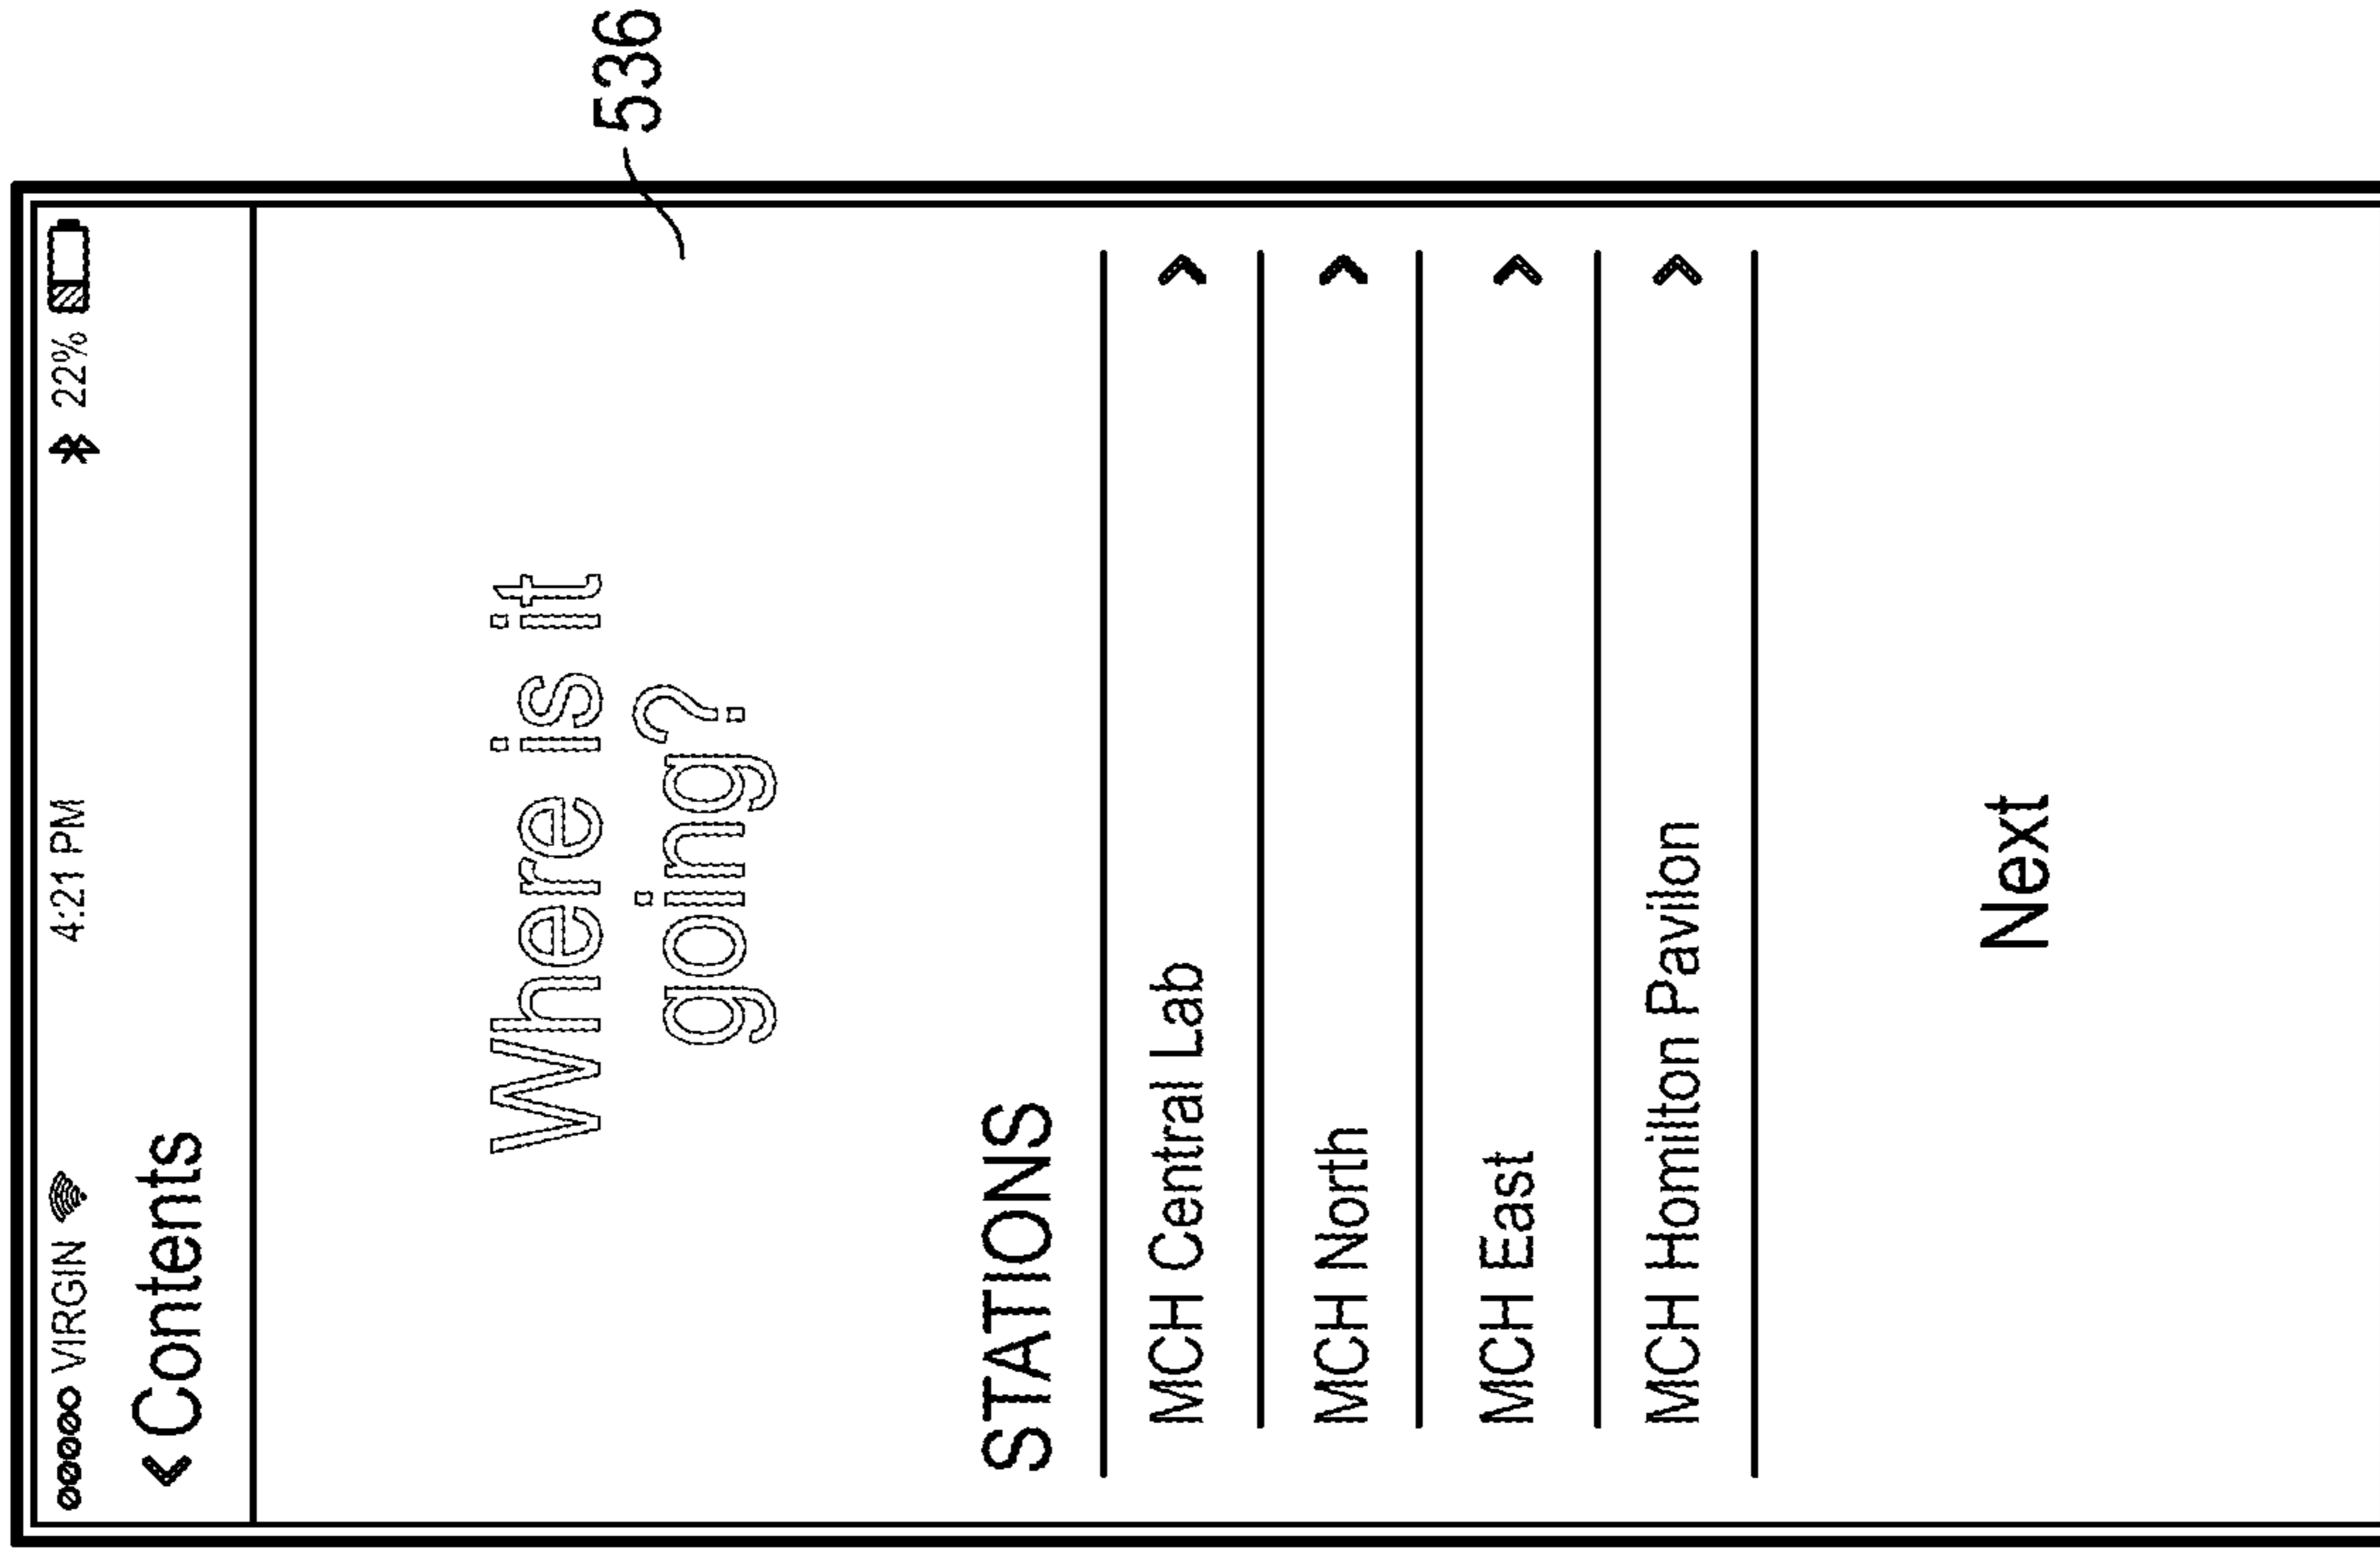 VIRGIN 4:21 PM 22%
< Contents
Where is it
going?
536
STATIONS
MCH Central Lab >
MCH North >
MCH East >
MCH Homilton Pavilon >
Next